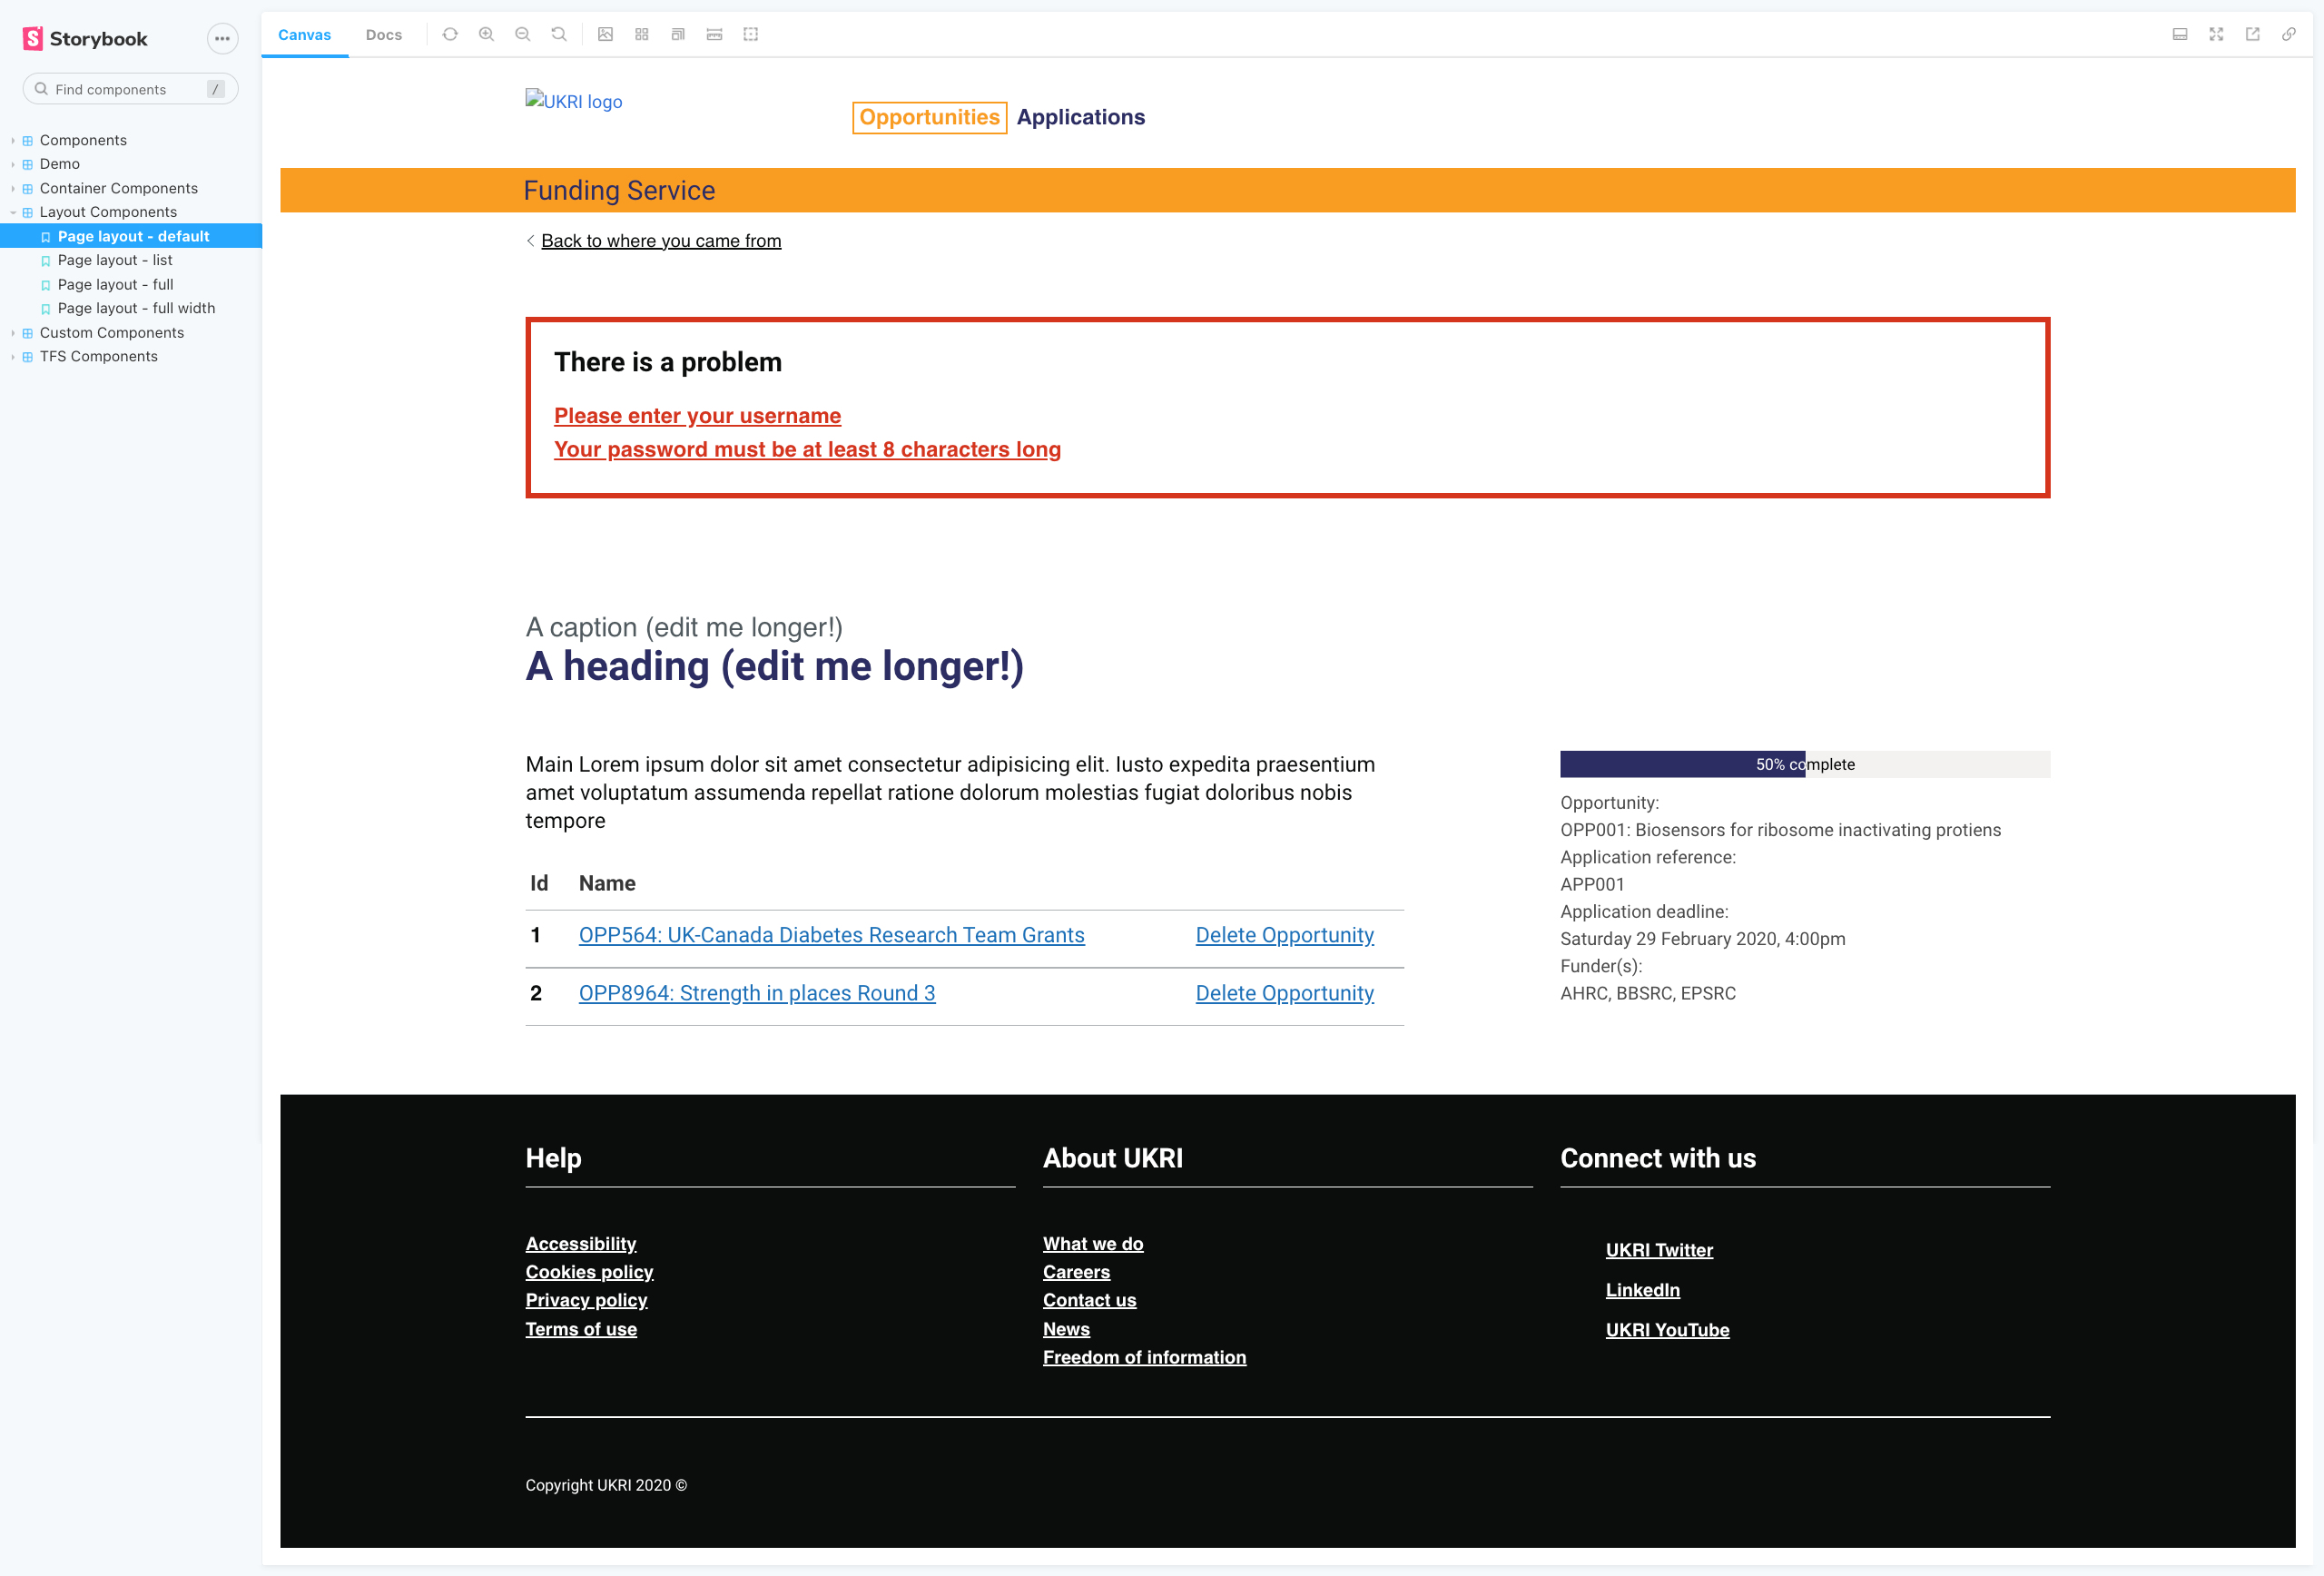 Storybook
Find components
/
Components
Demo
Container Components
Layout Components
Page layout - default
Page layout - list
Page layout - full
Page layout - full width
Custom Components
TFS Components
Canvas Docs
UKRI logo
Opportunities Applications
Funding Service
Back to where you came from
There is a problem
Please enter your username
Your password must be at least 8 characters long
A caption (edit me longer!)
A heading (edit me longer!)
Main Lorem ipsum dolor sit amet consectetur adipisicing elit. Iusto expedita praesentium
amet voluptatum assumenda repellat ratione dolorum molestias fugiat doloribus nobis
tempore
Id Name
1 OPP564: UK-Canada Diabetes Research Team Grants Delete Opportunity
2 OPP8964: Strength in places Round 3 Delete Opportunity
50% complete
Opportunity:
OPP001: Biosensors for ribosome inactivating protiens
Application reference:
APP001
Application deadline:
Saturday 29 February 2020, 4:00pm
Funder(s):
AHRC, BBSRC, EPSRC
Help
Accessibility
Cookies policy
Privacy policy
Terms of use
About UKRI
What we do
Careers
Contact us
News
Freedom of information
Connect with us
UKRI Twitter
LinkedIn
UKRI YouTube
Copyright UKRI 2020 ©